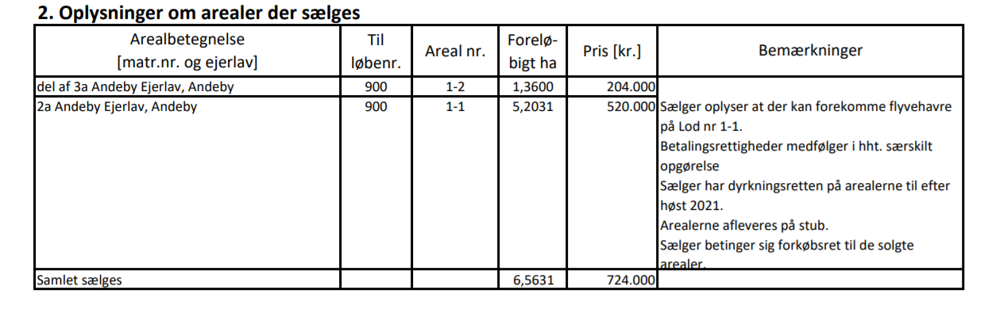 2. Oplysninger om arealer der sælges
Arealbetegnelse
[matr.nr. og ejerlav]
Til
løbenr.
Areal nr.
Forelø-
bigt ha
Pris [kr.]
Bemærkninger
del af 3a Andeby Ejerlav, Andeby 900 1-2 1,3600 204.000
2a Andeby Ejerlav, Andeby 900 1-1 5,2031 520.000 Sælger oplyser at der kan forekomme flyvehavre
på Lod nr 1-1.
Betalingsrettigheder medfølger i hht. særskilt
opgørelse
Sælger har dyrkningsretten på arealerne til efter
høst 2021.
Arealerne afleveres på stub.
Sælger betinger sig forkøbsret til de solgte
arealer.
Samlet sælges 6,5631 724.000